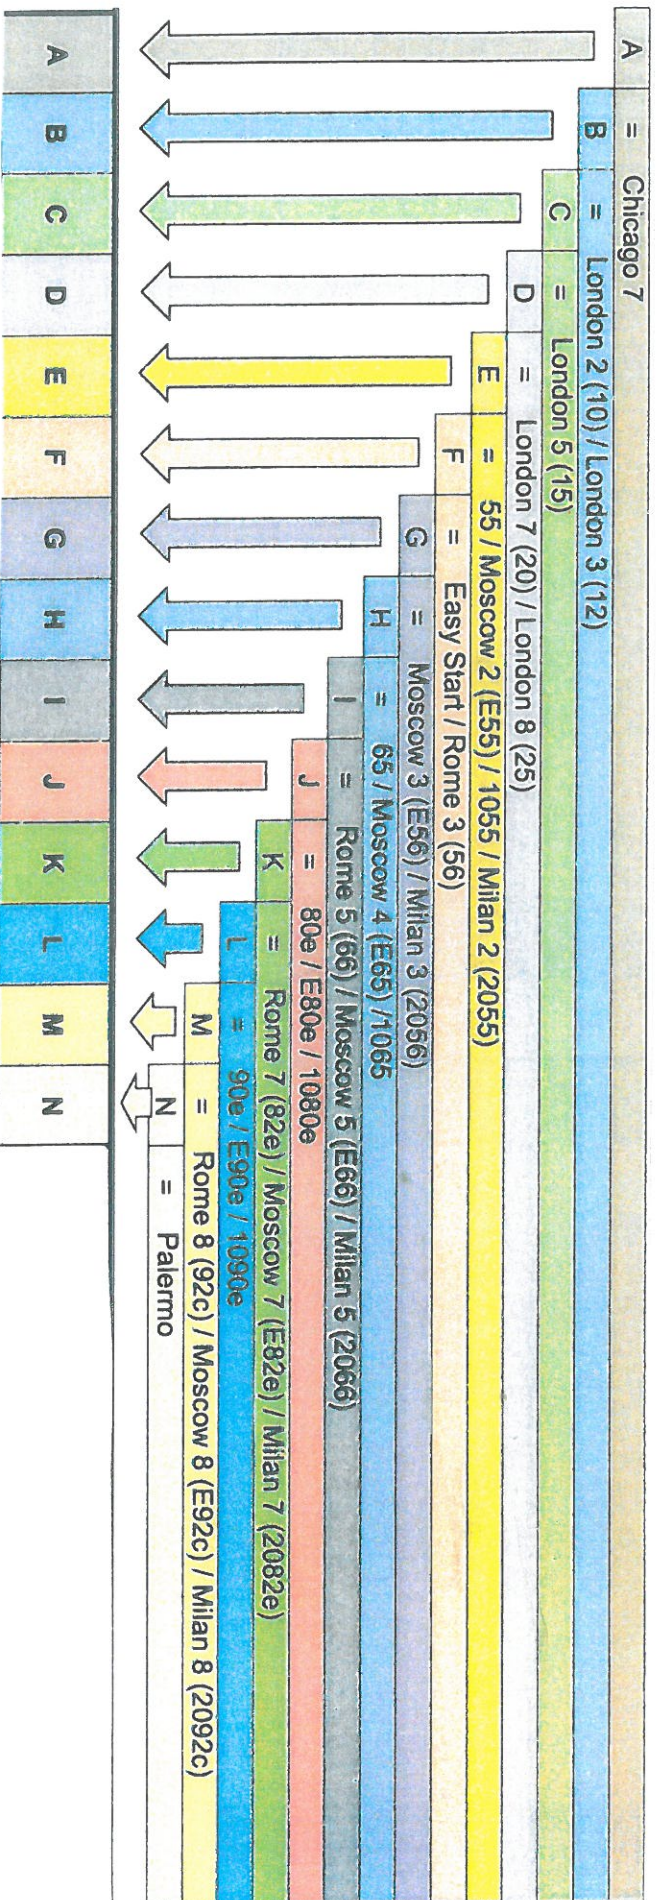 A = Chicago 7
B = London 2 (10) / London 3 (12)
C = London 5 (15)
D = London 7 (20) / London 8 (25)
E = 55 / Moscow 2 (E55) / 1055 / Milan 2 (2055)
F = Easy Start / Rome 3 (56)
G = Moscow 3 (E56) / Milan 3 (2056)
H = 65 / Moscow 4 (E65) /1065
I = Rome 5 (66) / Moscow 5 (E66) / Milan 5 (2066)
J = 80e / E80e / 1080e
K = Rome 7 (82e) / Moscow 7 (E82e) / Milan 7 (2082e)
L = 90e / E90e / 1090e
M = Rome 8 (92c) / Moscow 8 (E92c) / Milan 8 (2092c)
N = Palermo
A B C D E F G H I J K L M N